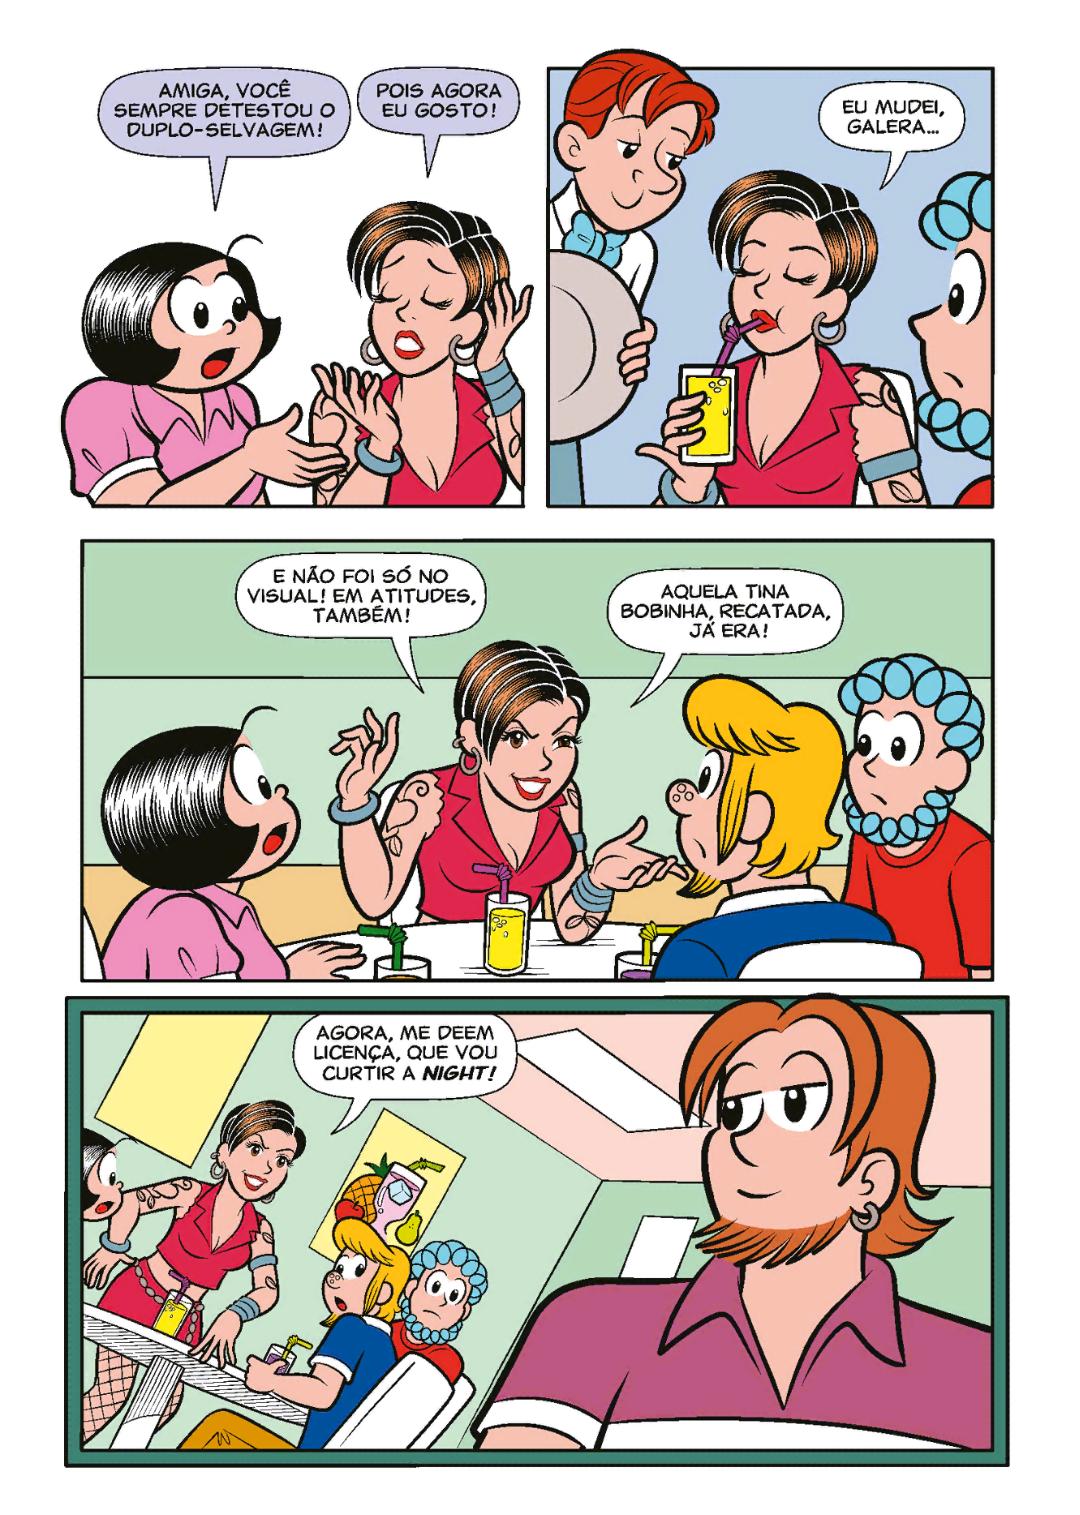 AMIGA, VOCÊ
SEMPRE DETESTOU O
DUPLO-SELVAGEM!
POIS AGORA
EU GOSTO!
EU MUDEI,
GALERA...
E NÃO FOI SÓ NO
VISUAL! EM ATITUDES,
TAMBÉM!
AQUELA TINA
BOBINHA, RECATADA,
JÁ ERA!
AGORA, ME DEEM
LICENÇA, QUE VOU
CURTIR A NIGHT!